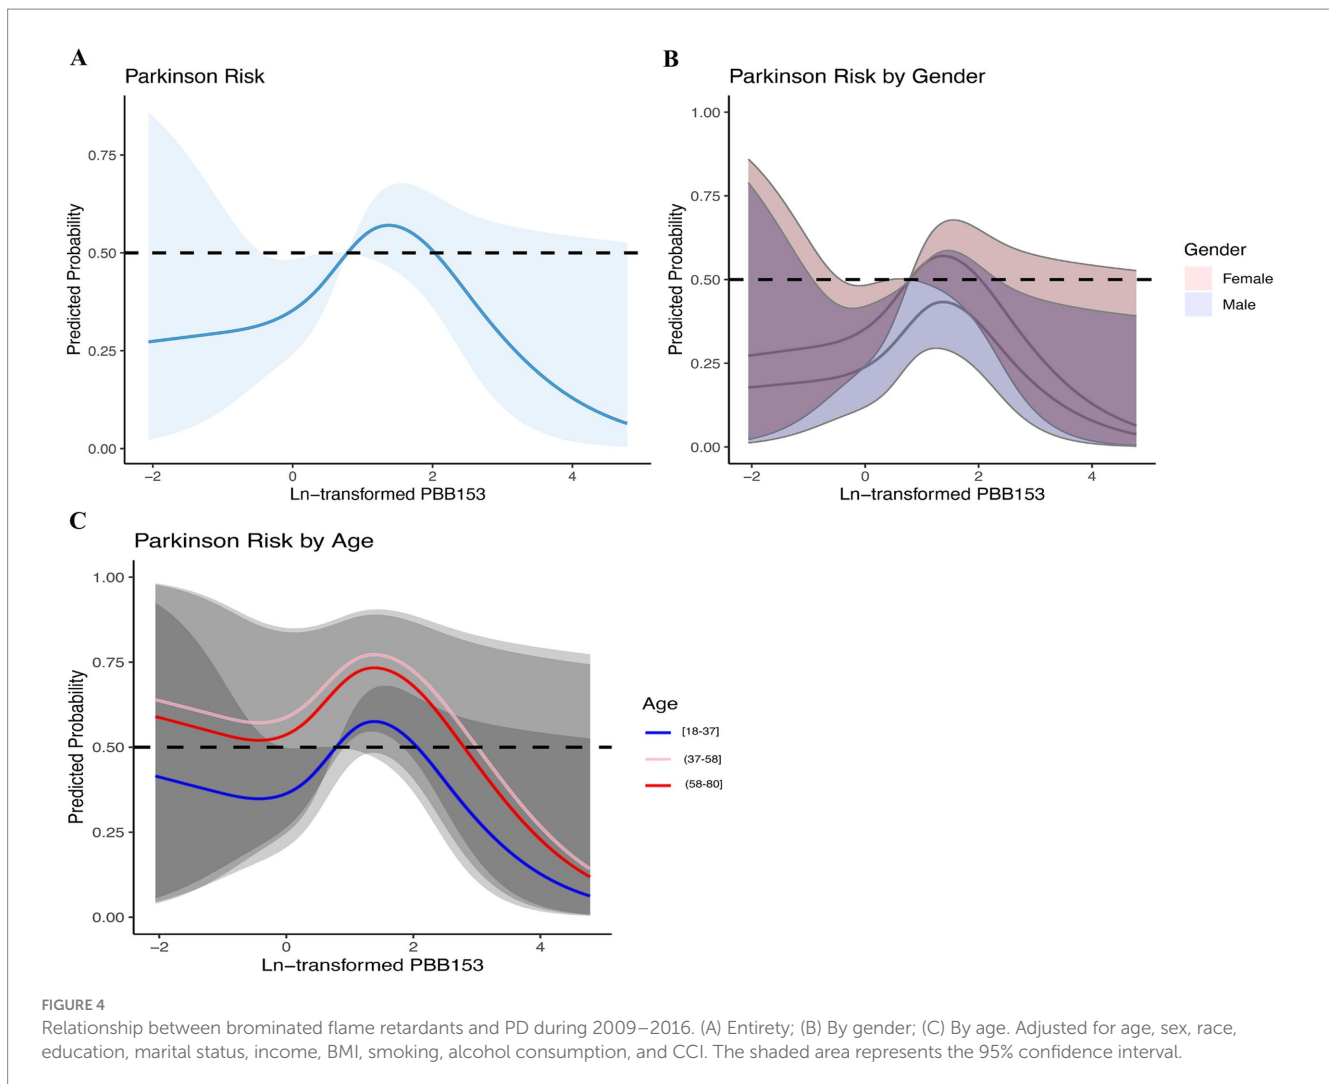 A
Parkinson Risk
0.75
0.50
0.25
0.00
Predicted Probability
−2 0 2 4
Ln−transformed PBB153
B
Parkinson Risk by Gender
1.00
0.75
0.50
0.25
0.00
Predicted Probability
−2 0 2 4
Ln−transformed PBB153
Gender
Female
Male
C
Parkinson Risk by Age
1.00
0.75
0.50
0.25
0.00
Predicted Probability
−2 0 2 4
Ln−transformed PBB153
Age
[18-37]
(37-58]
(58-80]
FIGURE 4
Relationship between brominated flame retardants and PD during 2009–2016. (A) Entirety; (B) By gender; (C) By age. Adjusted for age, sex, race,
education, marital status, income, BMI, smoking, alcohol consumption, and CCI. The shaded area represents the 95% confidence interval.